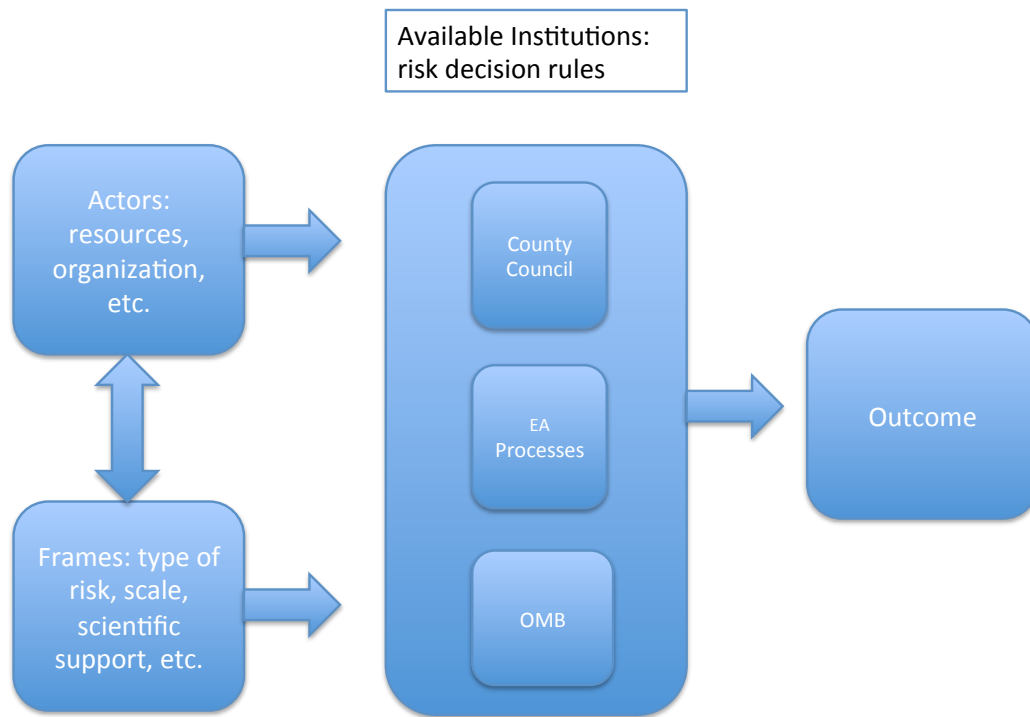 Available Institutions:
risk decision rules
Actors:
resources,
organization,
etc.
County
Council
EA
Processes
Outcome
Frames: type of
risk, scale,
scientific
support, etc.
OMB